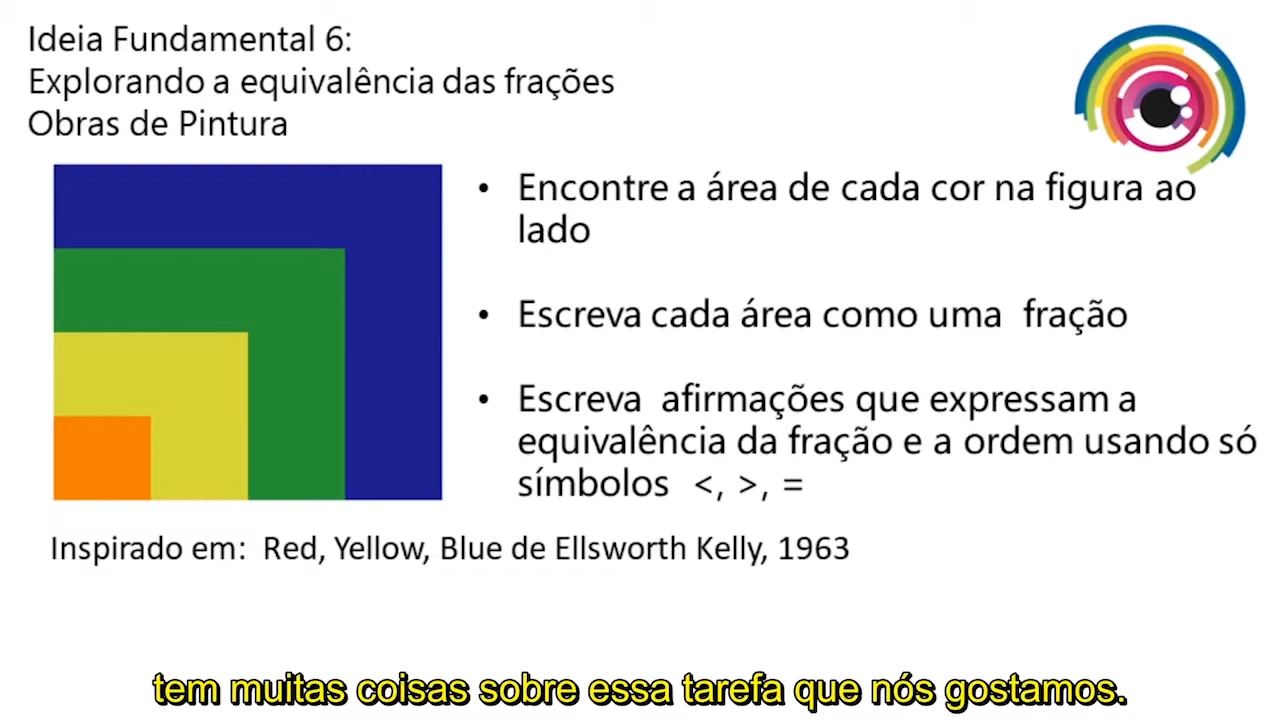 Ideia Fundamental 6:
Explorando a equivalência das frações
Obras de Pintura
• Encontre a área de cada cor na figura ao
lado
• Escreva cada área como uma  fração
• Escreva  afirmações que expressam a
equivalência da fração e a ordem usando só
símbolos  <, >, =
Inspirado em:  Red, Yellow, Blue de Ellsworth Kelly, 1963
tem muitas coisas sobre essa tarefa que nós gostamos.